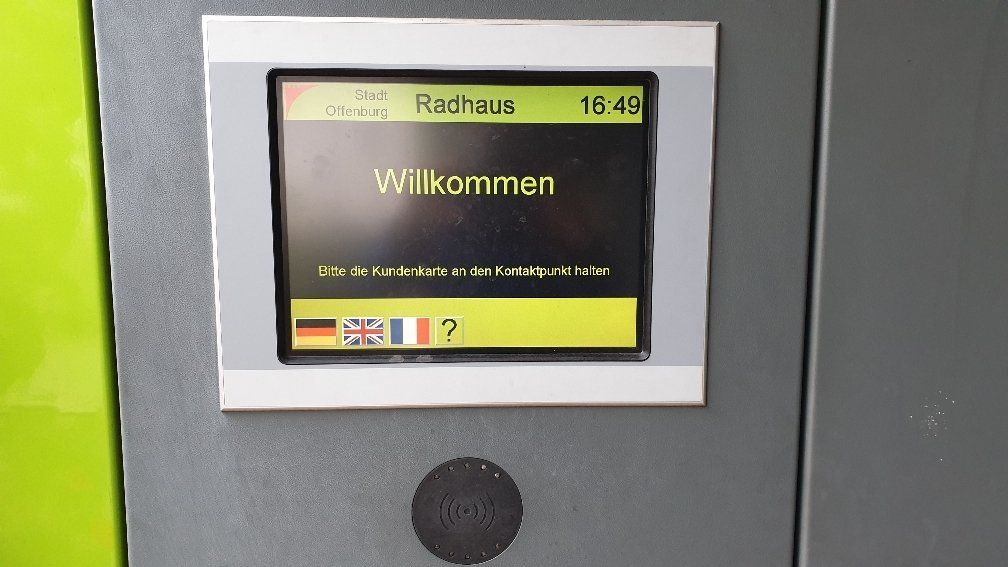 Stadt
Offenburg
Radhaus
16:49
Willkommen
Bitte die Kundenkarte an den Kontaktpunkt halten
?